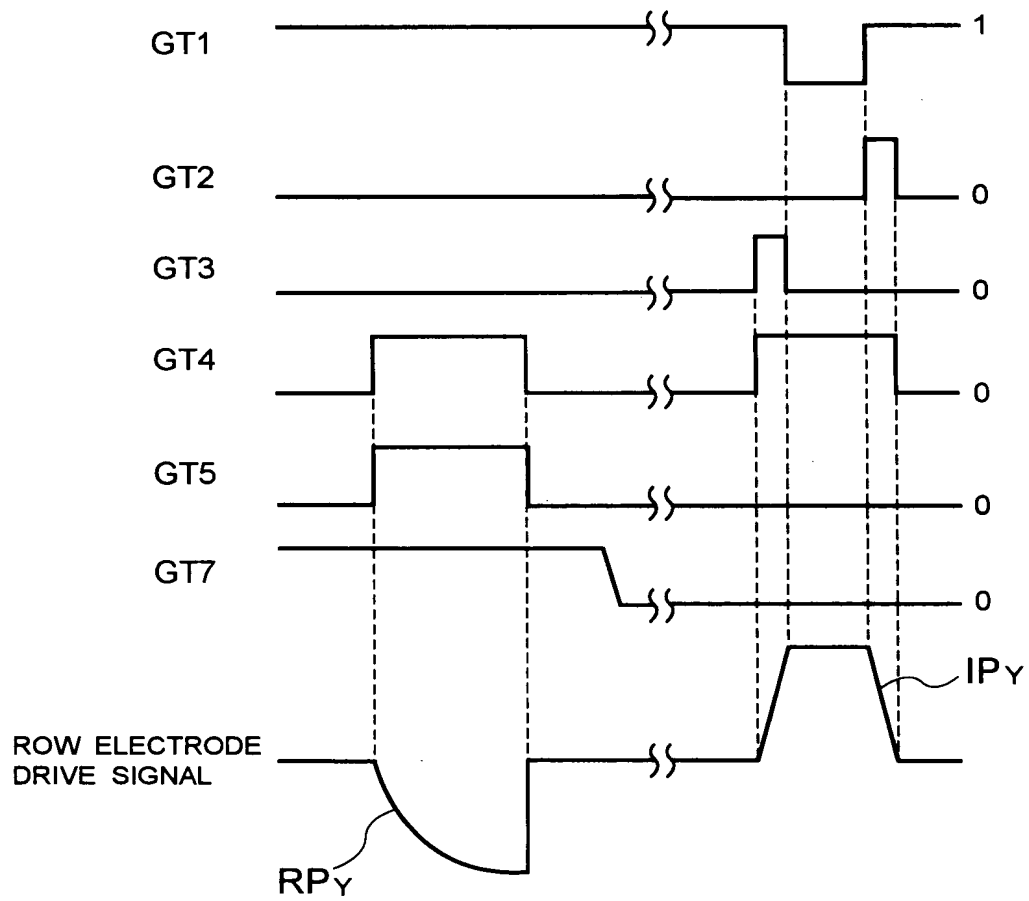 GT1 1
GT2 0
GT3 0
GT4 0
GT5 0
GT7 0
IPY
ROW ELECTRODE
DRIVE SIGNAL
RPY